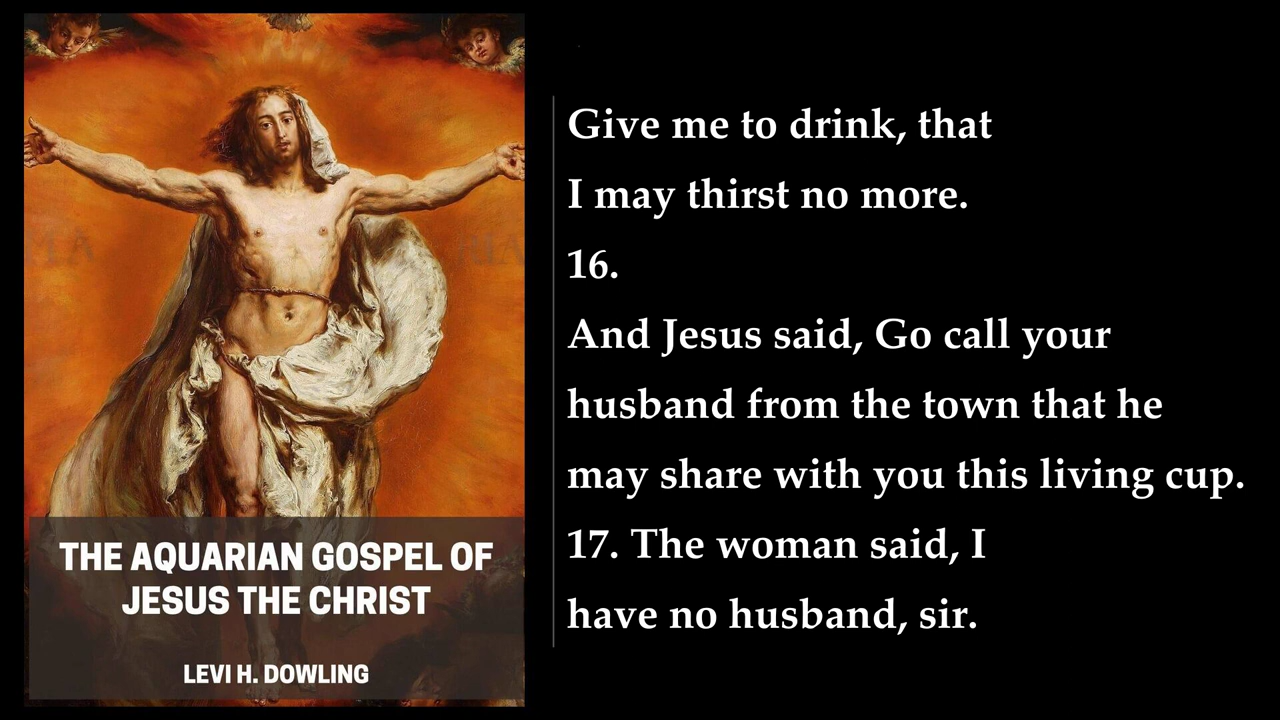 THE AQUARIAN GOSPEL OF
JESUS THE CHRIST
LEVI H. DOWLING
Give me to drink, that
I may thirst no more.
16.
And Jesus said, Go call your
husband from the town that he
may share with you this living cup.
17. The woman said, I
have no husband, sir.